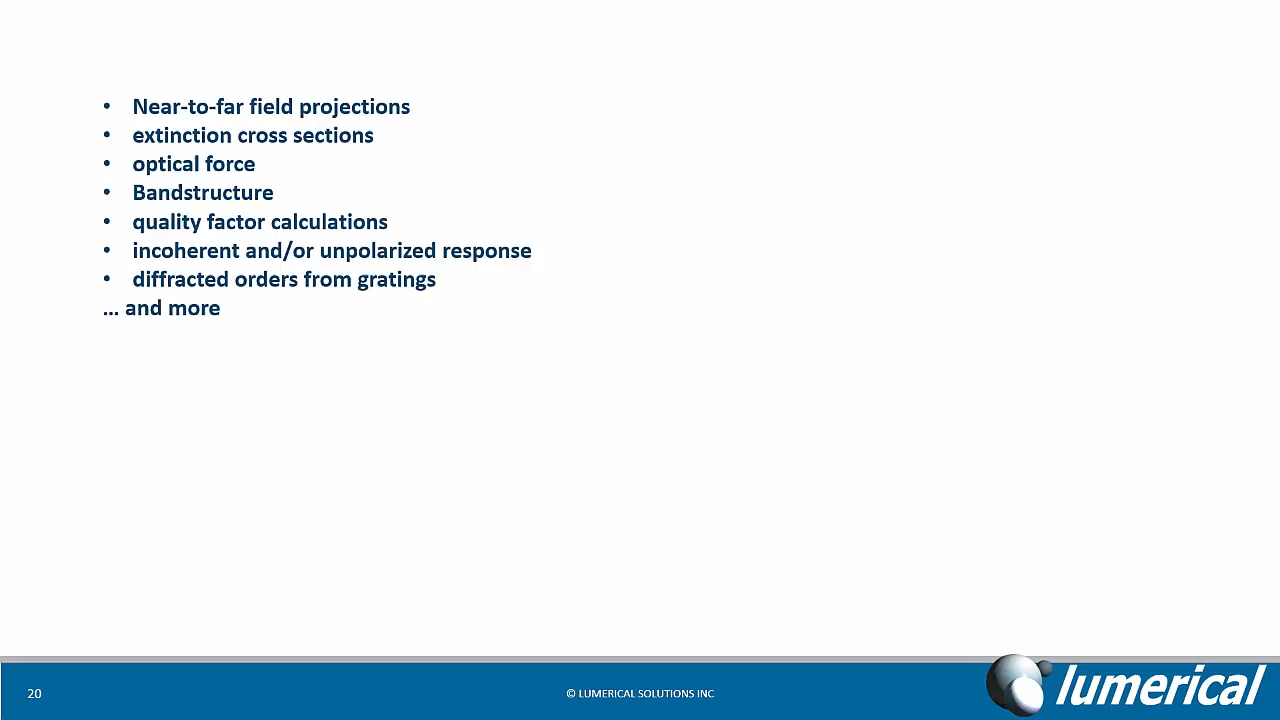 • Near-to-far field projections
• extinction cross sections
• optical force
• Bandstructure
• quality factor calculations
• incoherent and/or unpolarized response
• diffracted orders from gratings
... and more
20
© LUMERICAL SOLUTIONS INC
lumerical